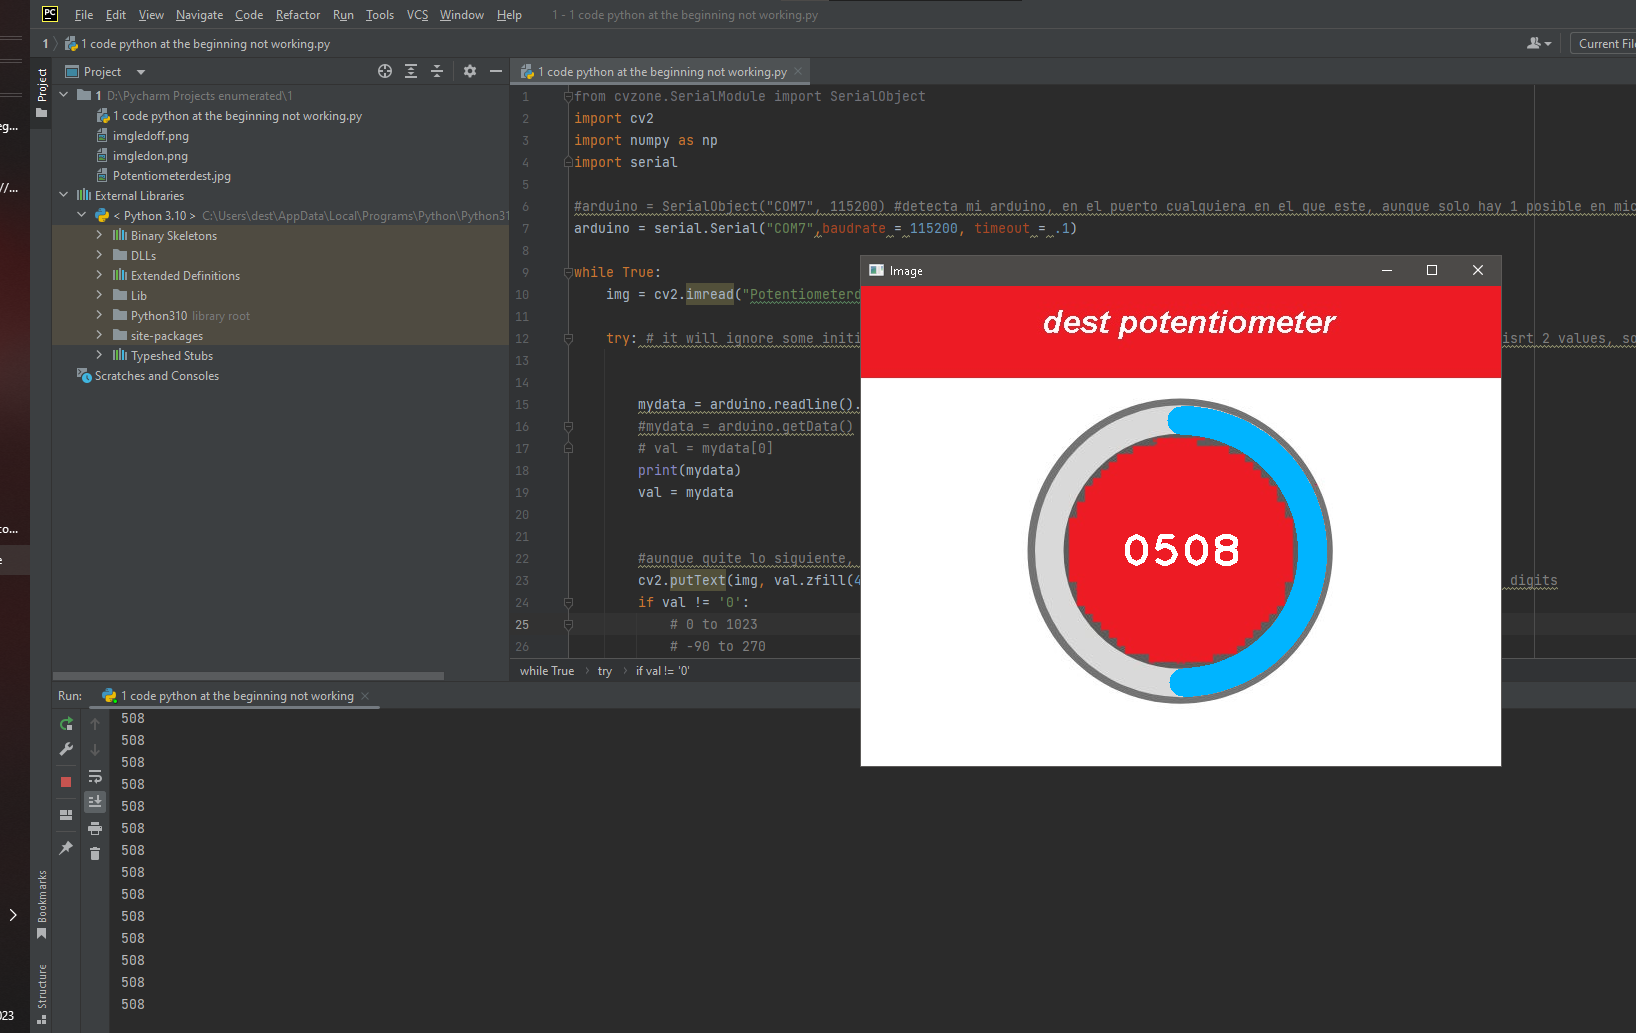 PC File Edit View Navigate Code Refactor Run Tools VCS Window Help 1 - 1 code python at the beginning not working.py
1 1 code python at the beginning not working.py Current
Project
Project
1 D:\Pycharm Projects enumerated\1
1 code python at the beginning not working.py
imgledoff.png
imgledon.png
Potentiometerdest.jpg
External Libraries
< Python 3.10 > C:\Users\dest\AppData\Local\Programs\Python\Python31
Binary Skeletons
DLLs
Extended Definitions
Lib
Python310 library root
site-packages
Typeshed Stubs
Scratches and Consoles
1 code python at the beginning not working.py
1 from cvzone.SerialModule import SerialObject
2 import cv2
3 import numpy as np
4 import serial
5
6 #arduino = SerialObject("COM7", 115200) #detecta mi arduino, en el puerto cualquiera en el que este, aunque solo hay 1 posible en
7 arduino = serial.Serial("COM7",baudrate = 115200, timeout = .1)
8
9 while True:
10 img = cv2.imread("Potentiometerd
11
12 try: # it will ignore some initi isrt 2 values, so
13
14
15 mydata = arduino.readline().
16 #mydata = arduino.getData()
17 # val = mydata[0]
18 print(mydata)
19 val = mydata
20
21
22 #aunque quite lo siguiente,
23 cv2.putText(img, val.zfill(4 digits
24 if val != '0':
25 # 0 to 1023
26 # -90 to 270
while True try if val != '0'
Image
dest potentiometer
0508
Run: 1 code python at the beginning not working
508
508
508
508
508
508
508
508
508
508
508
508
508
508
Bookmarks
Structure